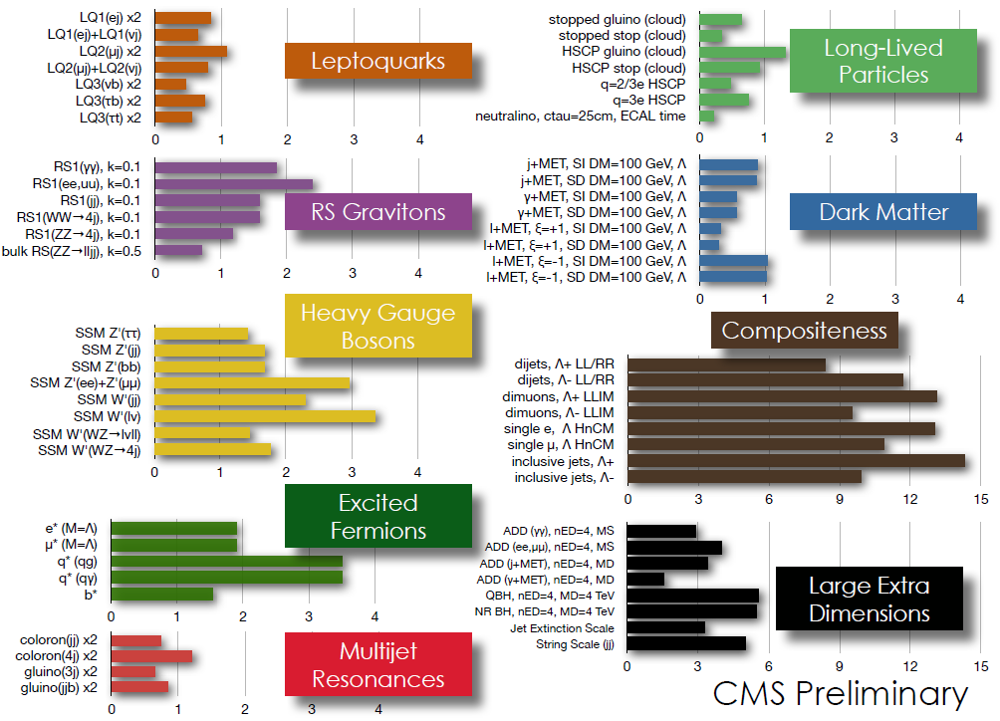 LQ1(ej) x2
LQ1(ej)+LQ1(νj)
LQ2(μj) x2
LQ2(μj)+LQ2(νj)
LQ3(νb) x2
LQ3(τb) x2
LQ3(τt) x2
0 1 2 3 4
Leptoquarks
RS1(γγ), k=0.1
RS1(ee,uu), k=0.1
RS1(jj), k=0.1
RS1(WW→4j), k=0.1
RS1(ZZ→4j), k=0.1
bulk RS(ZZ→lljj), k=0.5
0 1 2 3 4
RS Gravitons
Heavy Gauge
Bosons
SSM Z'(ττ)
SSM Z'(jj)
SSM Z'(bb)
SSM Z'(ee)+Z'(μμ)
SSM W'(jj)
SSM W'(lν)
SSM W'(WZ→lνll)
SSM W'(WZ→4j)
0 1 2 3 4
Excited
Fermions
e* (M=Λ)
μ* (M=Λ)
q* (qg)
q* (qγ)
b*
0 1 2 3 4
coloron(jj) x2
coloron(4j) x2
gluino(3j) x2
gluino(jjb) x2
0 1 2 3 4
Multijet
Resonances
stopped gluino (cloud)
stopped stop (cloud)
HSCP gluino (cloud)
HSCP stop (cloud)
q=2/3e HSCP
q=3e HSCP
neutralino, ctau=25cm, ECAL time
0 1 2 3 4
Long-Lived
Particles
j+MET, SI DM=100 GeV, Λ
j+MET, SD DM=100 GeV, Λ
γ+MET, SI DM=100 GeV, Λ
γ+MET, SD DM=100 GeV, Λ
l+MET, ξ=+1, SI DM=100 GeV, Λ
l+MET, ξ=+1, SD DM=100 GeV, Λ
l+MET, ξ=-1, SI DM=100 GeV, Λ
l+MET, ξ=-1, SD DM=100 GeV, Λ
0 1 2 3 4
Dark Matter
Compositeness
dijets, Λ+ LL/RR
dijets, Λ- LL/RR
dimuons, Λ+ LLIM
dimuons, Λ- LLIM
single e, Λ HnCM
single μ, Λ HnCM
inclusive jets, Λ+
inclusive jets, Λ-
0 3 6 9 12 15
ADD (γγ), nED=4, MS
ADD (ee,μμ), nED=4, MS
ADD (j+MET), nED=4, MD
ADD (γ+MET), nED=4, MD
QBH, nED=4, MD=4 TeV
NR BH, nED=4, MD=4 TeV
Jet Extinction Scale
String Scale (jj)
0 3 6 9 12 15
Large Extra
Dimensions
CMS Preliminary